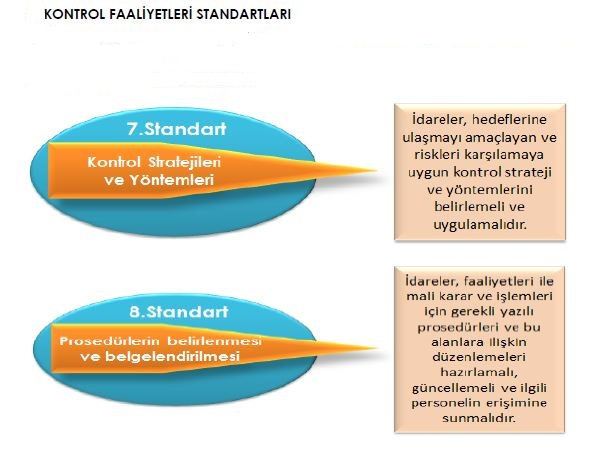 KONTROL FAALİYETLERİ STANDARTLARI
7.Standart
Kontrol Stratejileri
ve Yöntemleri
İdareler, hedeflerine
ulaşmayı amaçlayan ve
riskleri karşılamaya
uygun kontrol strateji
ve yöntemlerini
belirlemeli ve
uygulamalıdır.
8.Standart
Prosedürlerin belirlenmesi
ve belgelendirilmesi
İdareler, faaliyetleri ile
mali karar ve işlemleri
için gerekli yazılı
prosedürleri ve bu
alanlara ilişkin
düzenlemeleri
hazırlamalı,
güncellemeli ve ilgili
personelin erişimine
sunmalıdır.